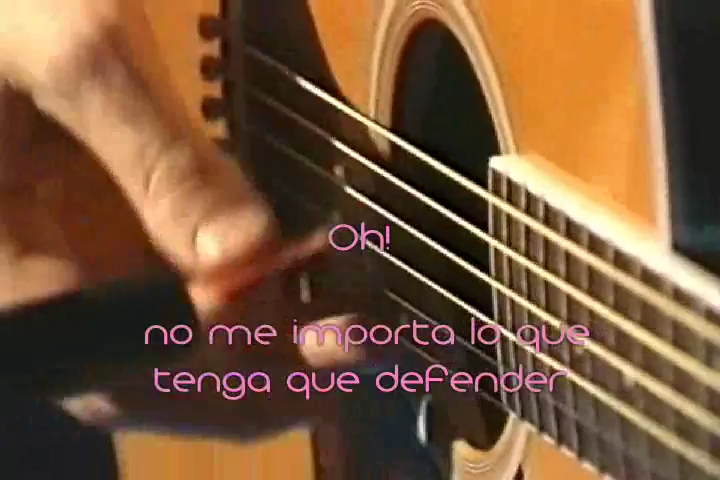 Oh!
no me importa lo que
tenga que defender